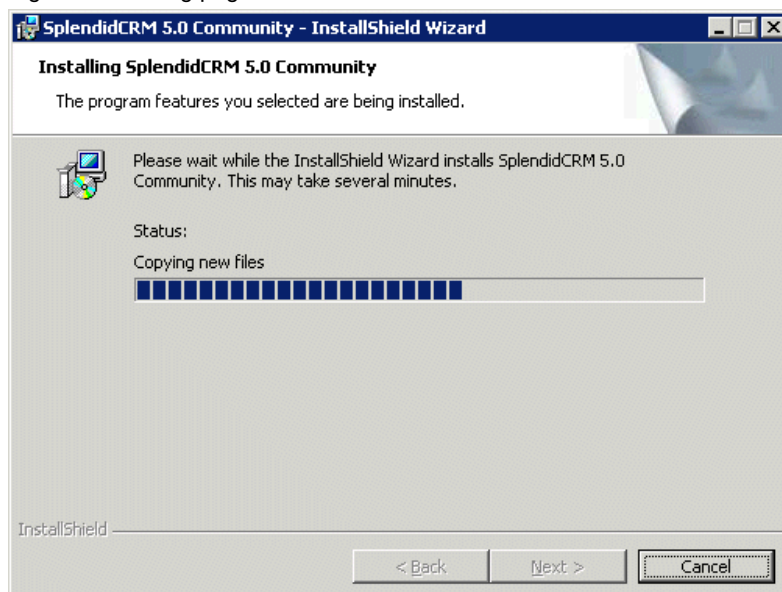 SplendidCRM 5.0 Community - InstallShield Wizard
Installing SplendidCRM 5.0 Community
The program features you selected are being installed.
Please wait while the InstallShield Wizard installs SplendidCRM 5.0
Community. This may take several minutes.
Status:
Copying new files
InstallShield
< Back
Next >
Cancel